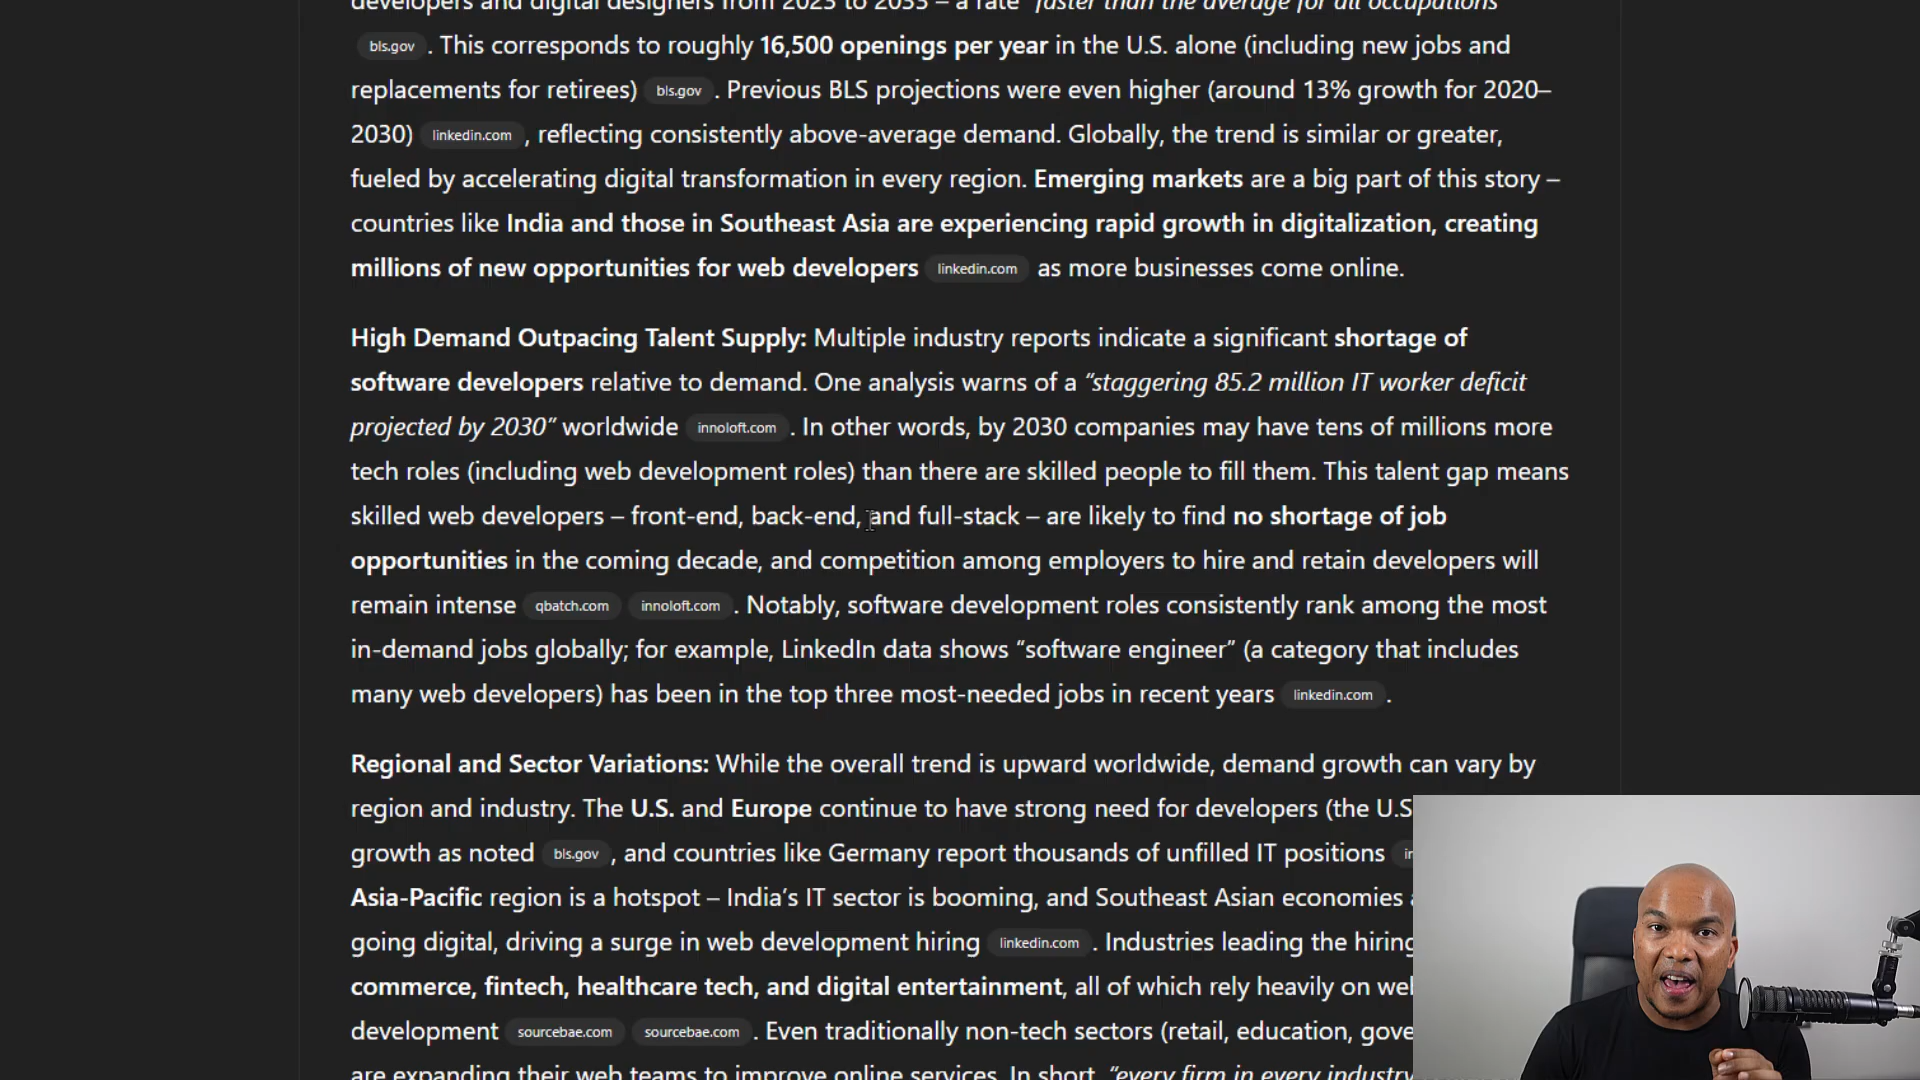 developers and digital designers from 2023 to 2033 – a rate “faster than the average for all occupations
bls.gov . This corresponds to roughly 16,500 openings per year in the U.S. alone (including new jobs and
replacements for retirees) bls.gov . Previous BLS projections were even higher (around 13% growth for 2020–
2030) linkedin.com , reflecting consistently above-average demand. Globally, the trend is similar or greater,
fueled by accelerating digital transformation in every region. Emerging markets are a big part of this story –
countries like India and those in Southeast Asia are experiencing rapid growth in digitalization, creating
millions of new opportunities for web developers linkedin.com as more businesses come online.
High Demand Outpacing Talent Supply: Multiple industry reports indicate a significant shortage of
software developers relative to demand. One analysis warns of a “staggering 85.2 million IT worker deficit
projected by 2030” worldwide innoloft.com . In other words, by 2030 companies may have tens of millions more
tech roles (including web development roles) than there are skilled people to fill them. This talent gap means
skilled web developers – front-end, back-end, and full-stack – are likely to find no shortage of job
opportunities in the coming decade, and competition among employers to hire and retain developers will
remain intense qbatch.com innoloft.com . Notably, software development roles consistently rank among the most
in-demand jobs globally; for example, LinkedIn data shows “software engineer” (a category that includes
many web developers) has been in the top three most-needed jobs in recent years linkedin.com .
Regional and Sector Variations: While the overall trend is upward worldwide, demand growth can vary by
region and industry. The U.S. and Europe continue to have strong need for developers (the U.S
growth as noted bls.gov , and countries like Germany report thousands of unfilled IT positions
Asia-Pacific region is a hotspot – India’s IT sector is booming, and Southeast Asian economies
going digital, driving a surge in web development hiring linkedin.com . Industries leading the hiring
commerce, fintech, healthcare tech, and digital entertainment, all of which rely heavily on
development sourcebae.com sourcebae.com . Even traditionally non-tech sectors (retail, education,
are expanding their web teams to improve online services. In short, “every firm in every industry